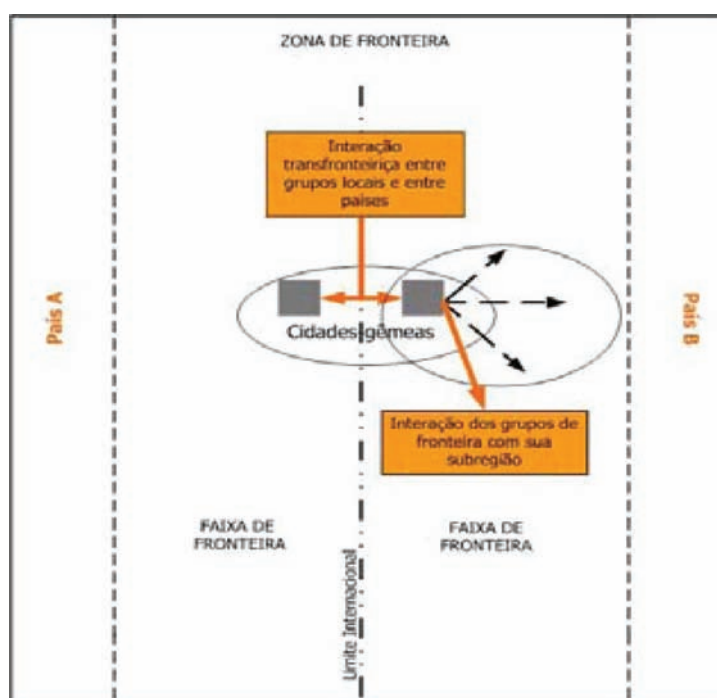 ZONA DE FRONTEIRA
Interação
transfronteiriça entre
grupos locais e entre
países
País A
País B
Cidades gêmeas
Interação dos grupos de
fronteira com sua
subregião
FAIXA DE
FRONTEIRA
FAIXA DE
FRONTEIRA
Limite Internacional